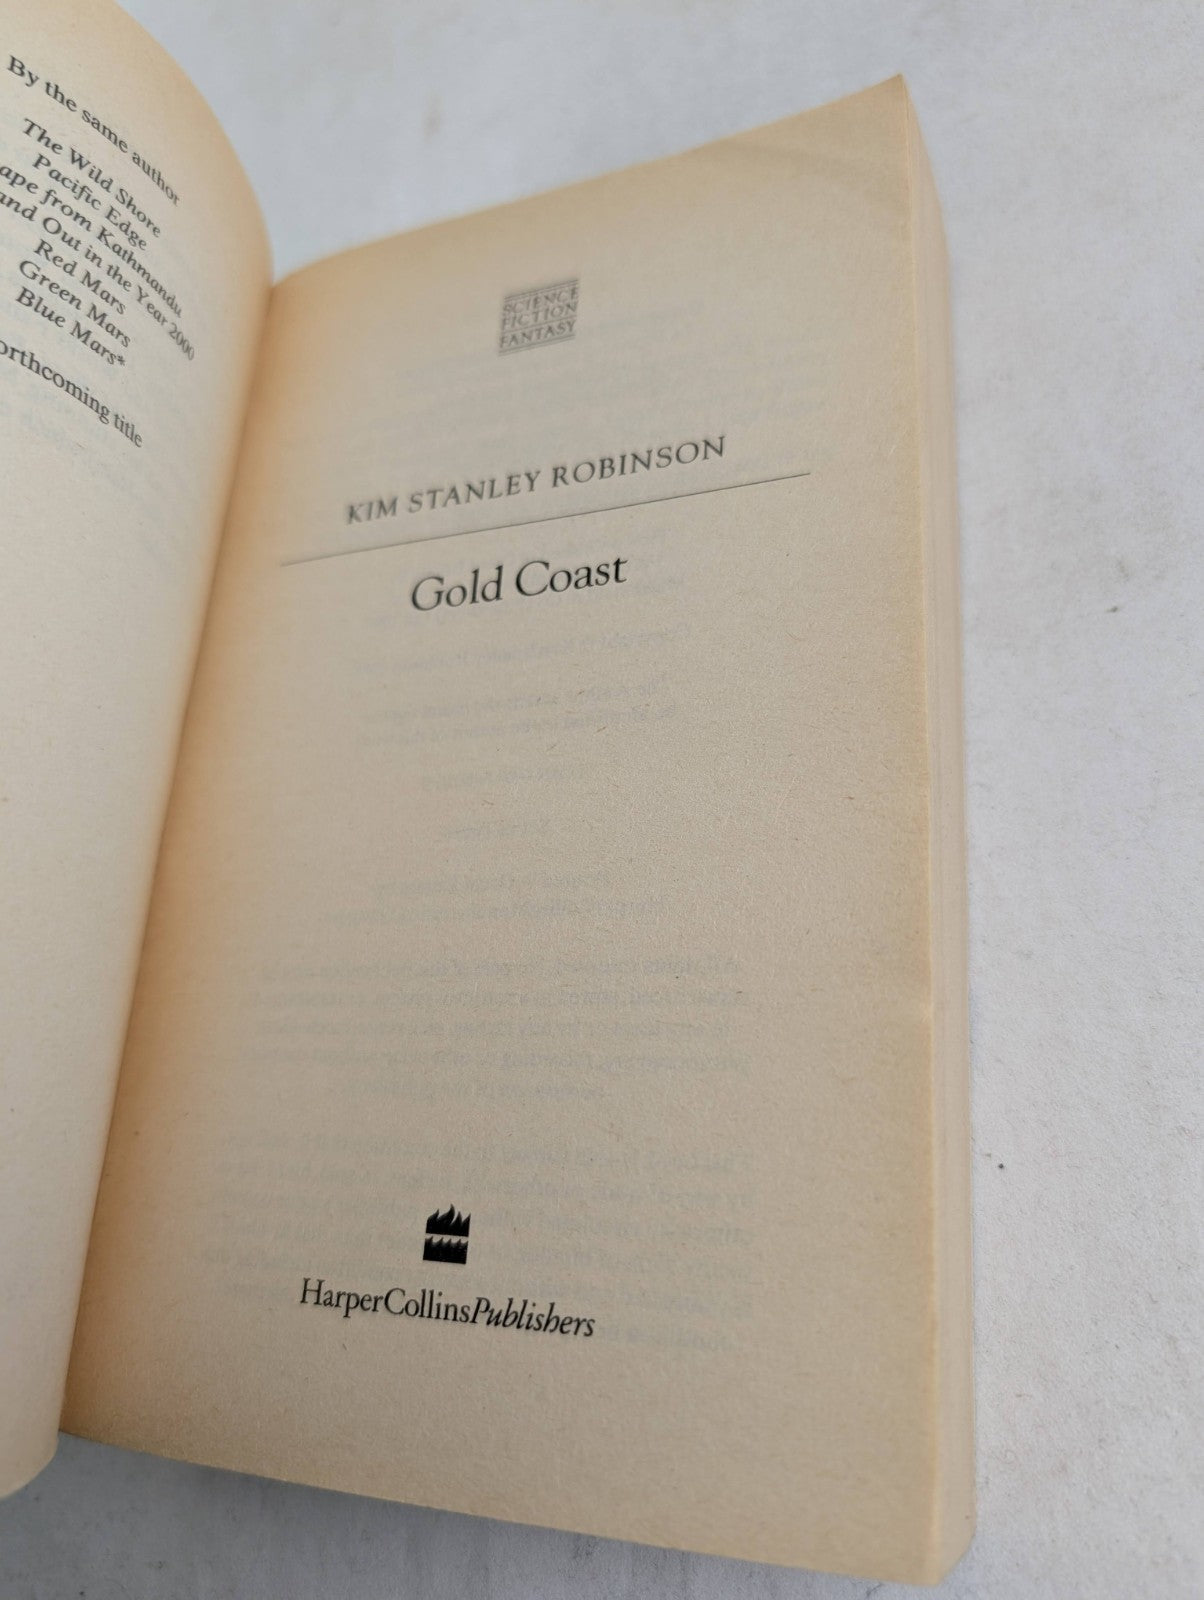 By the same author
The Wild Shore
Pacific Edge
ape from Kathmandu
and Out in the Year 2000
Red Mars
Green Mars
Blue Mars*
orthcoming title
SCIENCE
FICTION
FANTASY
KIM STANLEY ROBINSON
Gold Coast
HarperCollinsPublishers